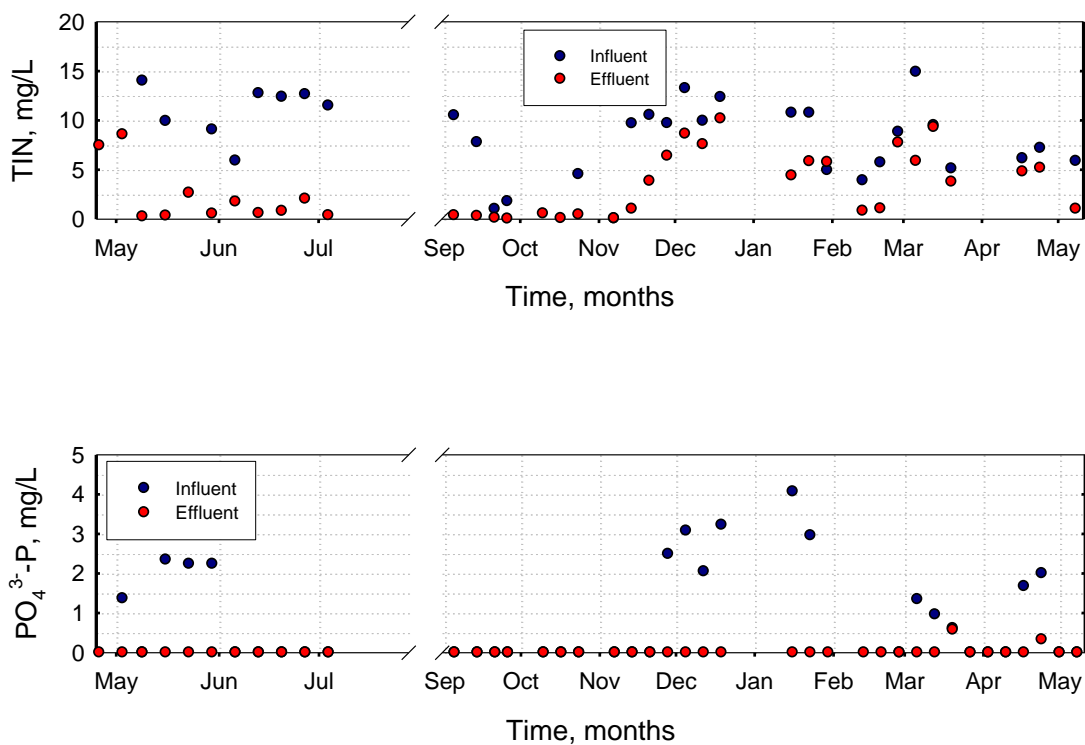 20
15
10
5
0
TIN, mg/L
Influent
Effluent
May Jun Jul Sep Oct Nov Dec Jan Feb Mar Apr May
Time, months
5
4
3
2
1
0
PO4 3--P, mg/L
Influent
Effluent
May Jun Jul Sep Oct Nov Dec Jan Feb Mar Apr May
Time, months